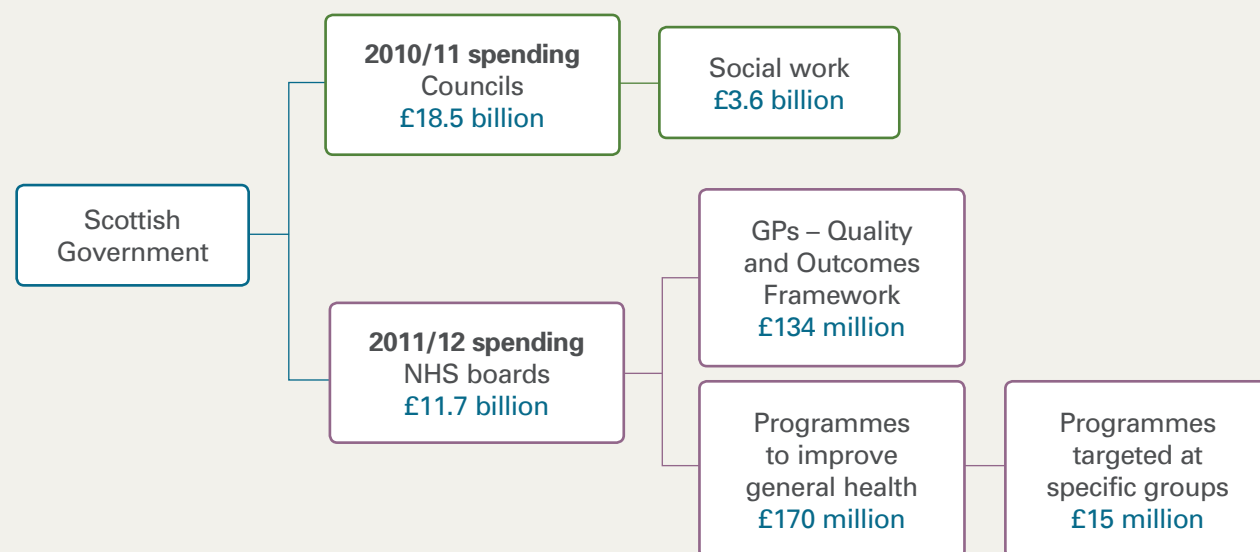 Scottish
Government
2010/11 spending
Councils
£18.5 billion
Social work
£3.6 billion
2011/12 spending
NHS boards
£11.7 billion
GPs – Quality
and Outcomes
Framework
£134 million
Programmes
to improve
general health
£170 million
Programmes
targeted at
specific groups
£15 million